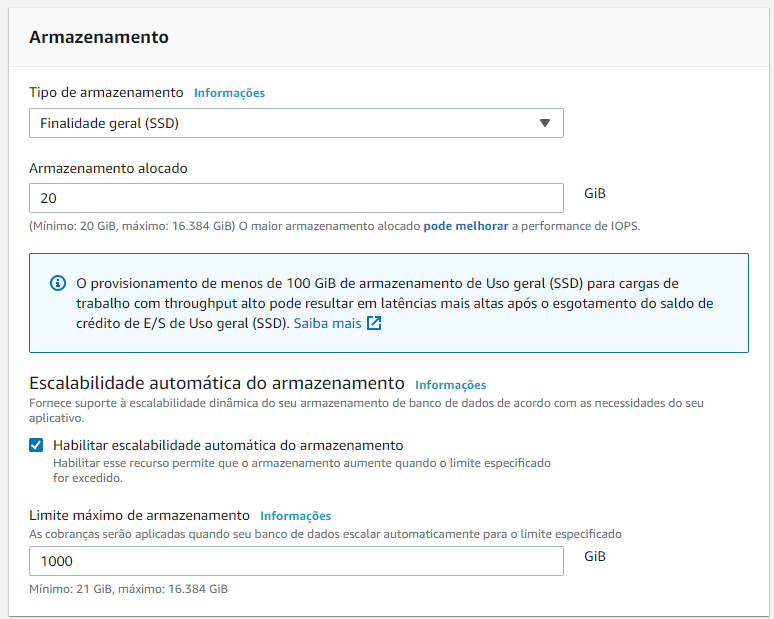 Armazenamento
Tipo de armazenamento Informações
Finalidade geral (SSD)
Armazenamento alocado
20 GiB
(Mínimo: 20 GiB, máximo: 16.384 GiB) O maior armazenamento alocado pode melhorar a performance de IOPS.
O provisionamento de menos de 100 GiB de armazenamento de Uso geral (SSD) para cargas de
trabalho com throughput alto pode resultar em latências mais altas após o esgotamento do saldo de
crédito de E/S de Uso geral (SSD). Saiba mais
Escalabilidade automática do armazenamento Informações
Fornece suporte à escalabilidade dinâmica do seu armazenamento de banco de dados de acordo com as necessidades do seu
aplicativo.
Habilitar escalabilidade automática do armazenamento
Habilitar esse recurso permite que o armazenamento aumente quando o limite especificado
for excedido.
Limite máximo de armazenamento Informações
As cobranças serão aplicadas quando seu banco de dados escalar automaticamente para o limite especificado
1000 GiB
Mínimo: 21 GiB, máximo: 16.384 GiB